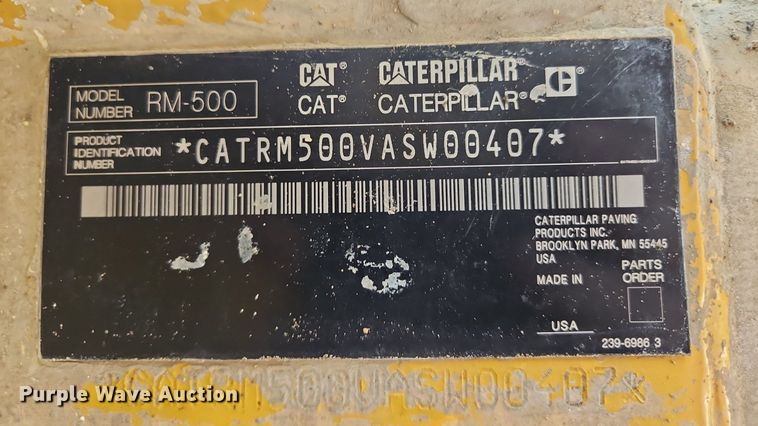 CAT CATERPILLAR C
CAT® CATERPILLAR®
MODEL NUMBER RM-500
PRODUCT IDENTIFICATION NUMBER *CATRM500VASW00407*
CATERPILLAR PAVING
PRODUCTS INC.
BROOKLYN PARK, MN 55445
USA
MADE IN
PARTS
ORDER
USA
239-6986 3
*CATRM500VASW00407*
Purple Wave Auction